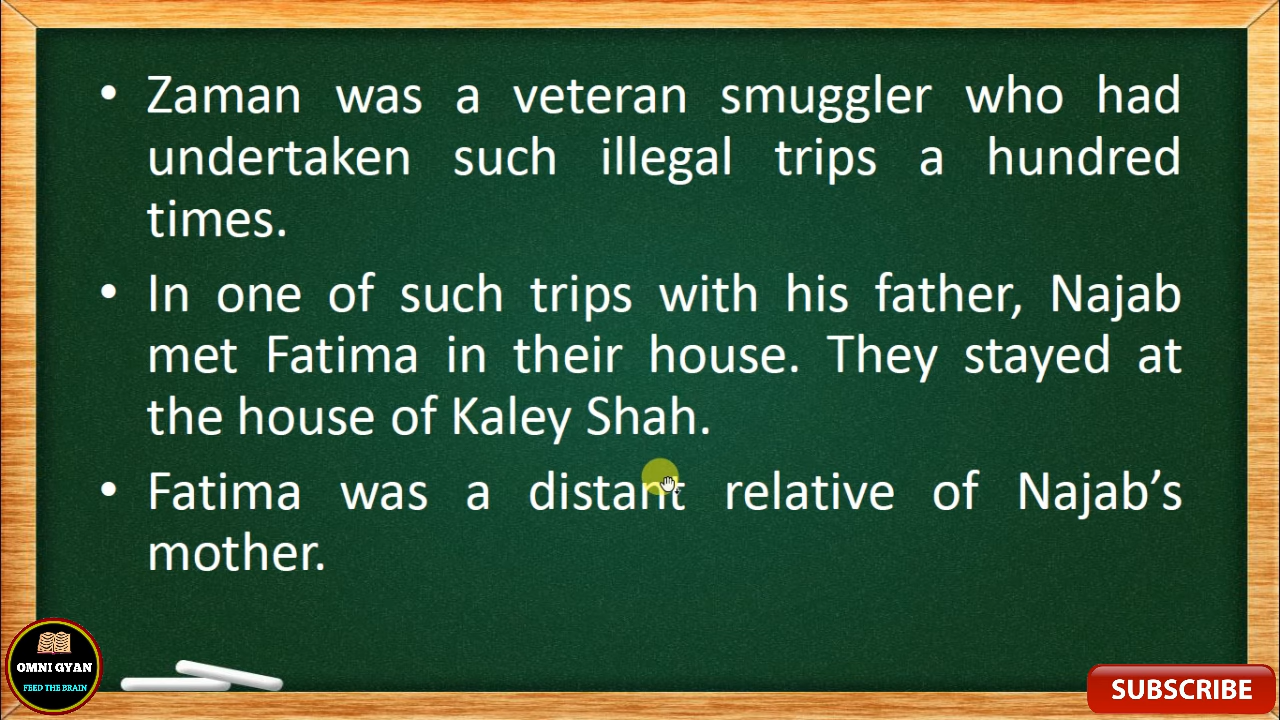 • Zaman was a veteran smuggler who had
undertaken such illegal trips a hundred
times.
• In one of such trips with his father, Najab
met Fatima in their house. They stayed at
the house of Kaley Shah.
• Fatima was a distant relative of Najab’s
mother.
OMNI GYAN
FEED THE BRAIN
SUBSCRIBE